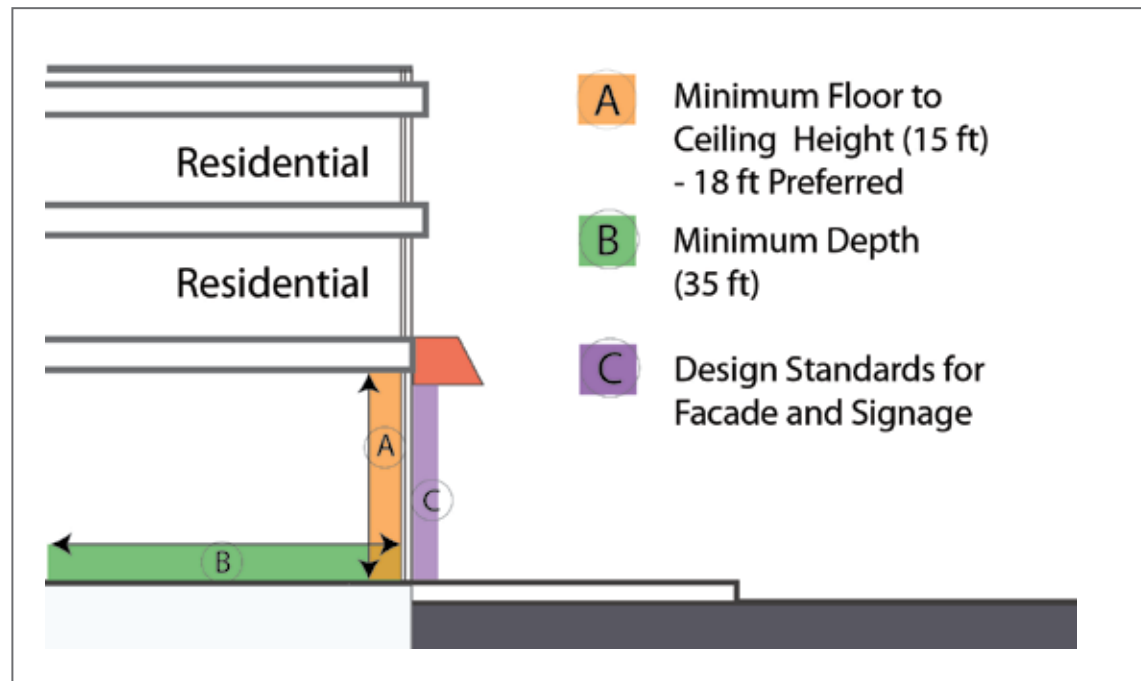 Residential
Residential
A
B
C
A
Minimum Floor to
Ceiling Height (15 ft)
- 18 ft Preferred
B
Minimum Depth
(35 ft)
C
Design Standards for
Facade and Signage